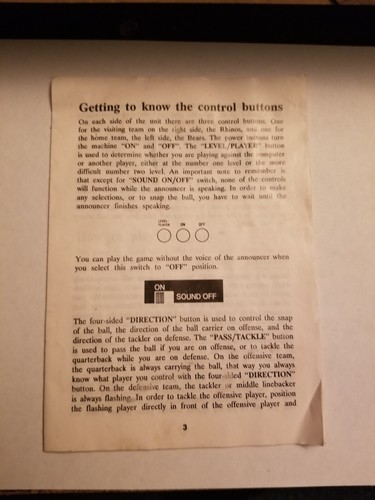 Getting to know the control buttons
On each side of the unit there are three control buttons. One
for the visiting team on the right side, the Rhinos, and one for
the home team, the left side, the Bears. The power buttons turn
the machine "ON" and "OFF". The "LEVEL/PLAYER" button
is used to determine whether you are playing against the computer
or another player, either at the number one level or the more
difficult number two level. An important note to remember is
that except for "SOUND ON/OFF" switch, none of the controls
will function while the announcer is speaking. In order to make
any selections, or to snap the ball, you have to wait until the
announcer finishes speaking.
LEVEL
PLAYER ON OFF
You can play the game without the voice of the announcer when
you select this switch to "OFF" position.
ON
SOUND OFF
The four-sided "DIRECTION" button is used to control the snap
of the ball, the direction of the ball carrier on offense, and the
direction of the tackler on defense. The "PASS/TACKLE" button
is used to pass the ball if you are on offense, or to tackle the
quarterback while you are on defense. On the offensive team,
the quarterback is always carrying the ball, that way you always
know what player you control with the four-sided "DIRECTION"
button. On the defensive team, the tackler or middle linebacker
is always flashing. In order to tackle the offensive player, position
the flashing player directly in front of the offensive player and
3